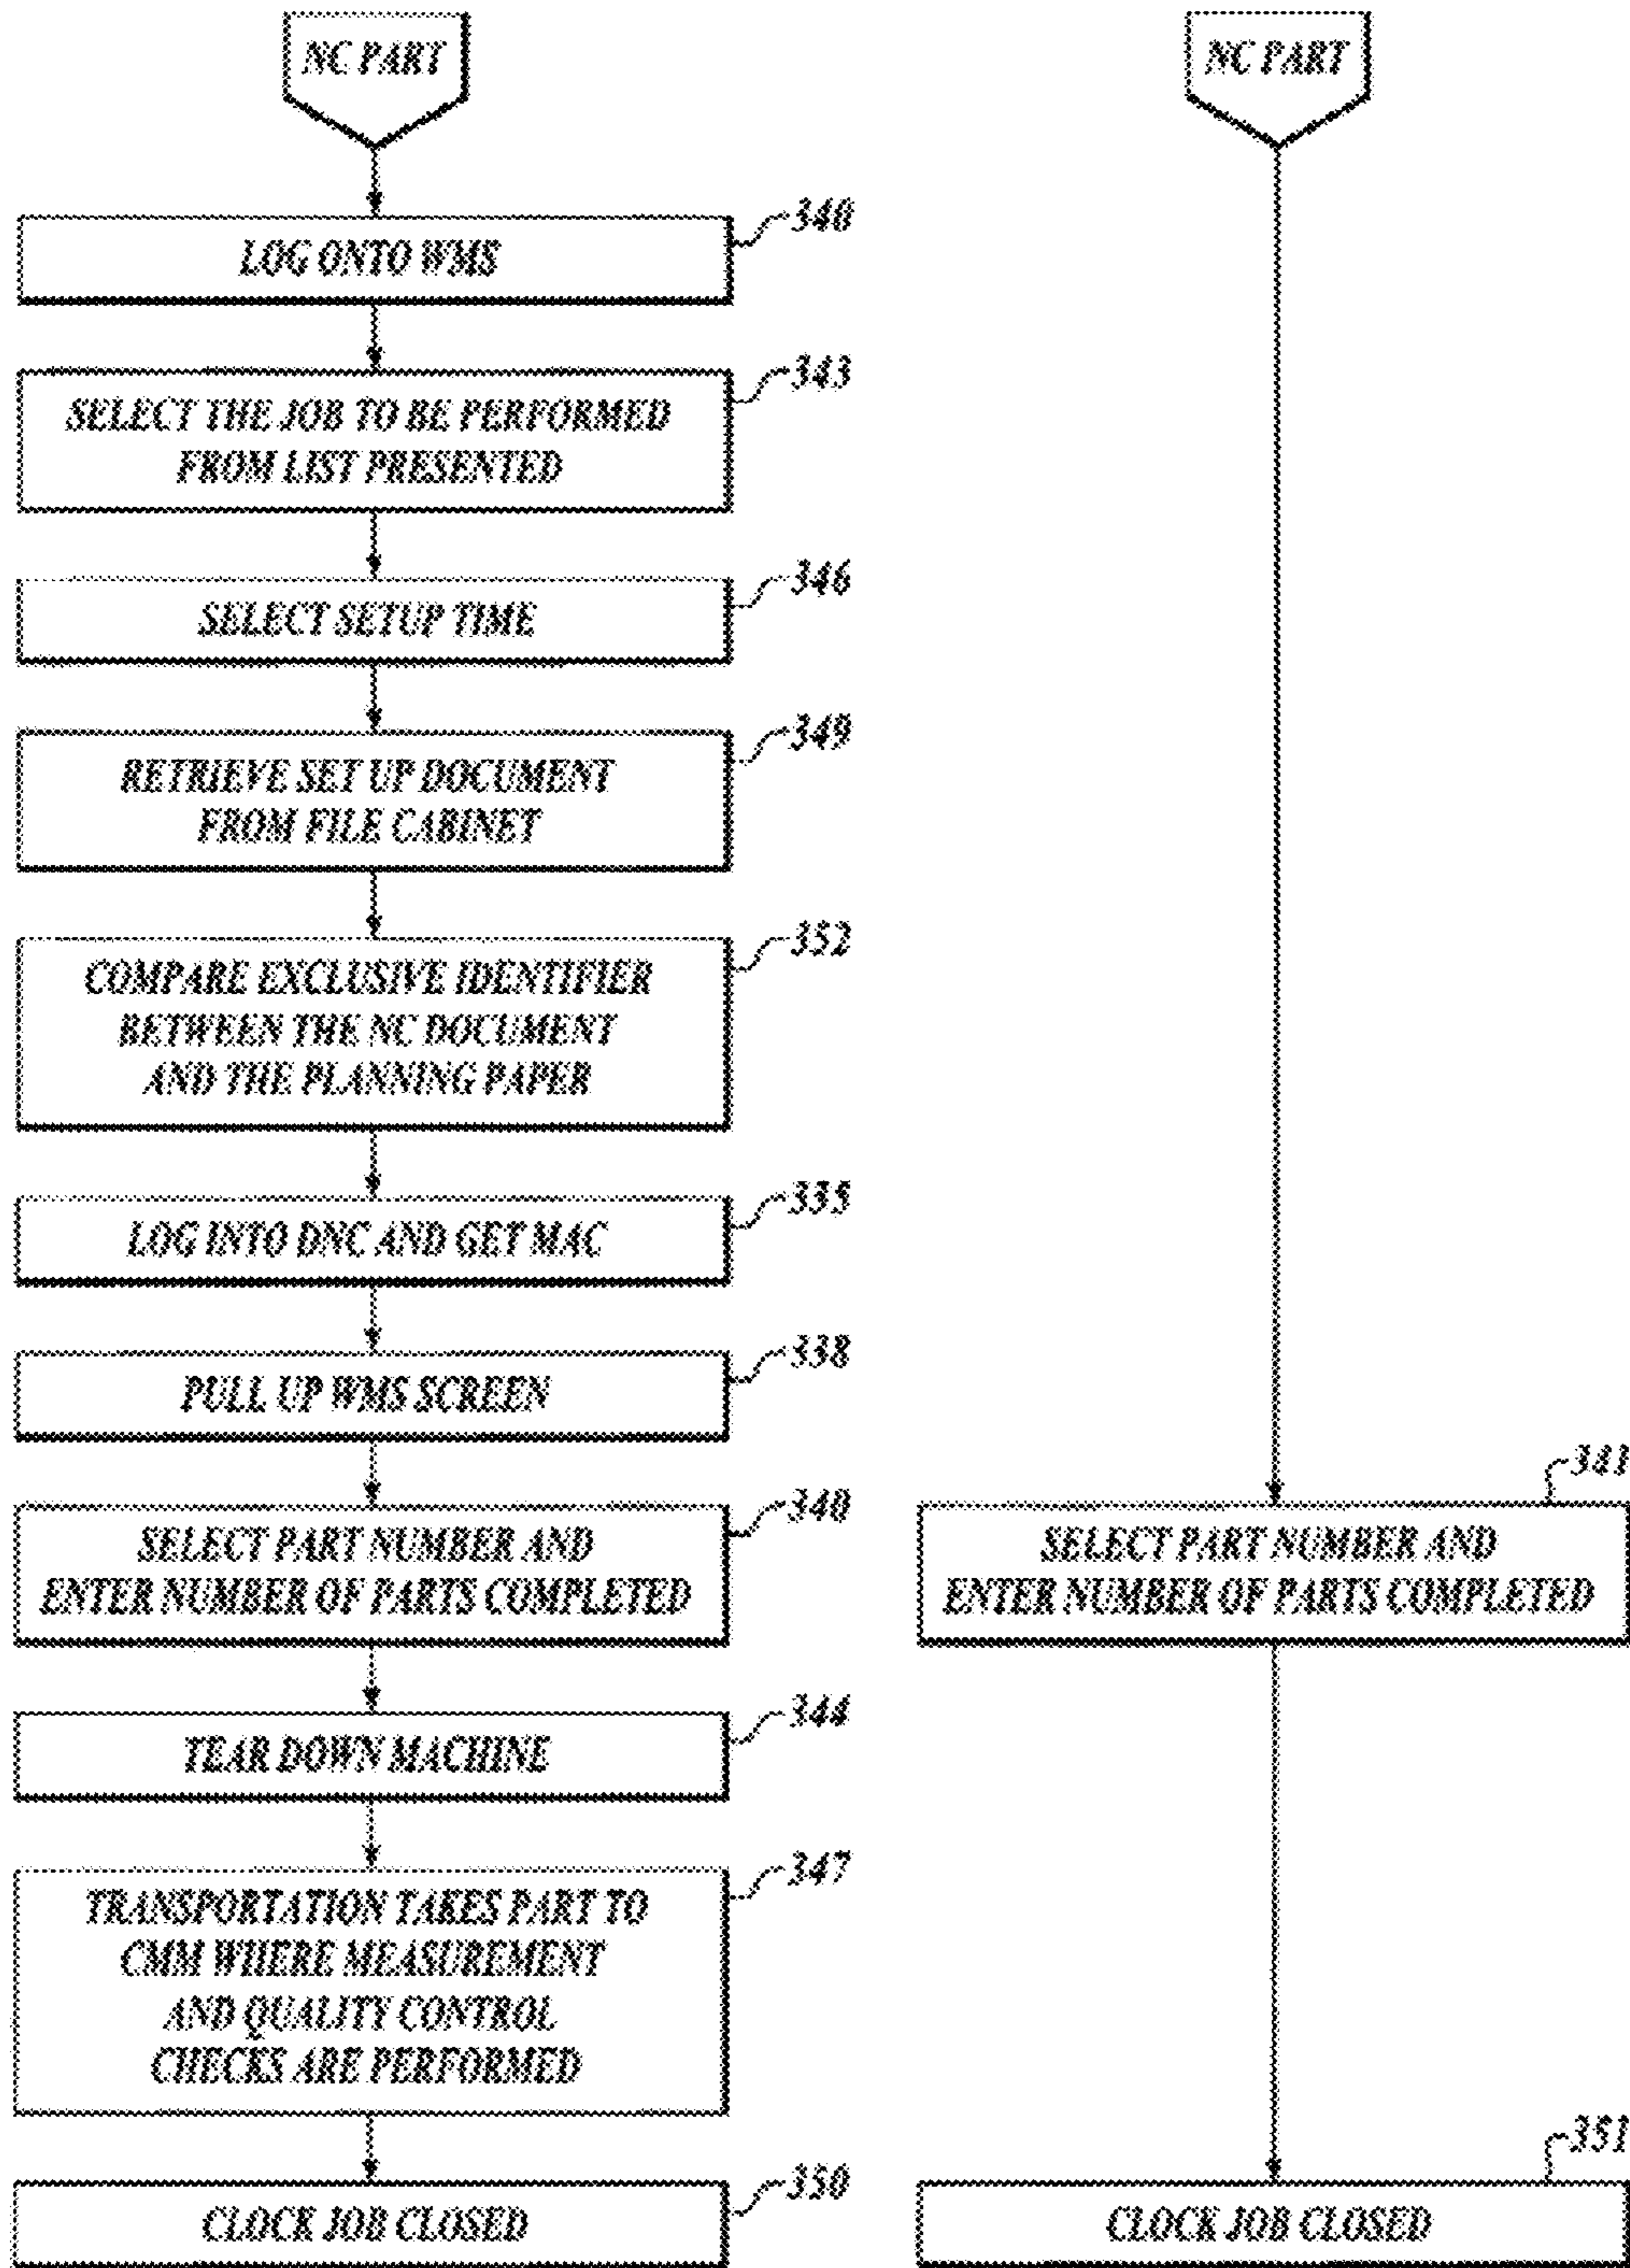 NC PART
340
LOG ONTO WMS
343
SELECT THE JOB TO BE PERFORMED
FROM LIST PRESENTED
346
SELECT SETUP TIME
349
RETRIEVE SET UP DOCUMENT
FROM FILE CABINET
352
COMPARE EXCLUSIVE IDENTIFIER
BETWEEN THE NC DOCUMENT
AND THE PLANNING PAPER
335
LOG INTO DNC AND GET MAC
338
PULL UP WMS SCREEN
340
SELECT PART NUMBER AND
ENTER NUMBER OF PARTS COMPLETED
344
TEAR DOWN MACHINE
347
TRANSPORTATION TAKES PART TO
CMM WHERE MEASUREMENT
AND QUALITY CONTROL
CHECKS ARE PERFORMED
350
CLOCK JOB CLOSED
NC PART
341
SELECT PART NUMBER AND
ENTER NUMBER OF PARTS COMPLETED
351
CLOCK JOB CLOSED